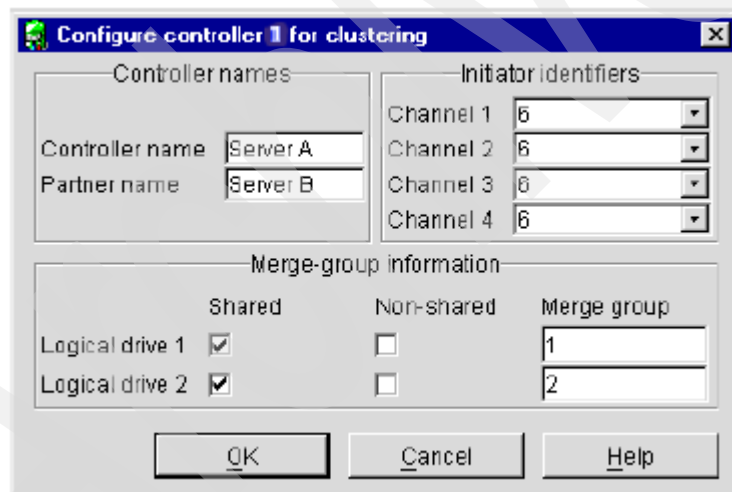 Configure controller 1 for clustering
Controller names
Controller name Server A
Partner name Server B
Initiator identifiers
Channel 1 6
Channel 2 6
Channel 3 6
Channel 4 6
Merge-group information
Shared Non-shared Merge group
Logical drive 1 1
Logical drive 2 2
OK Cancel Help